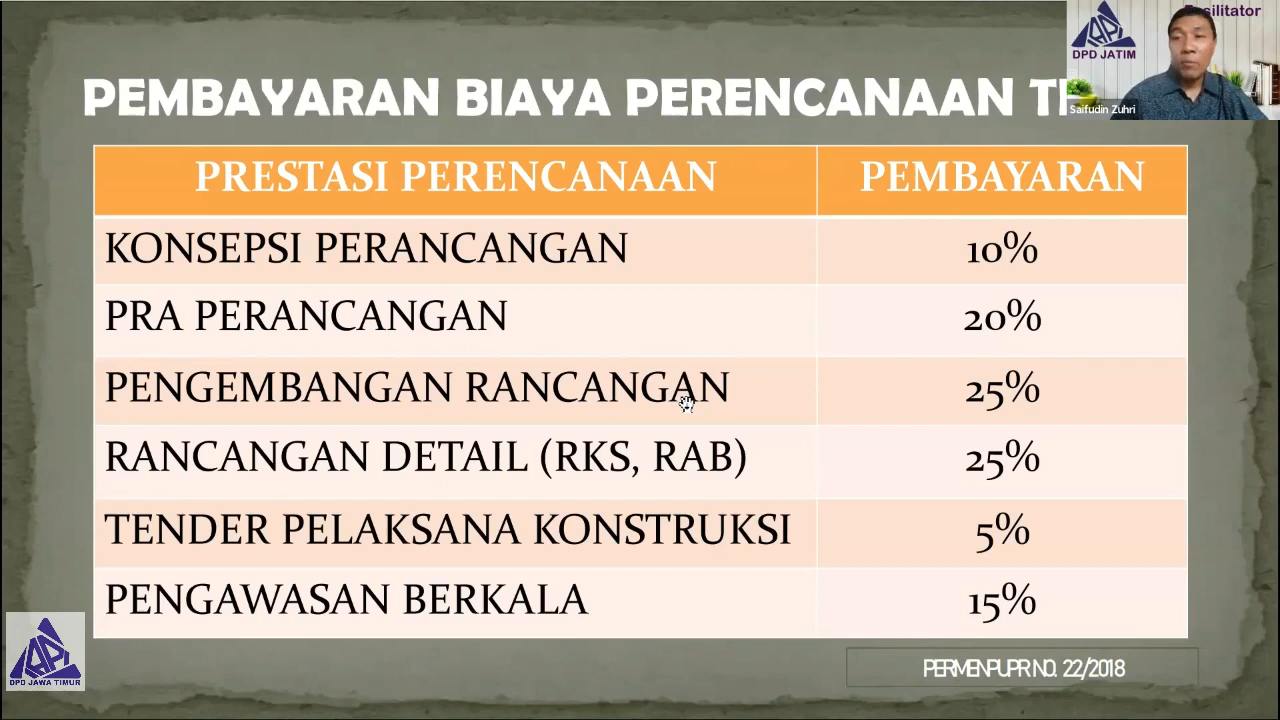 Fasilitator
DPD JATIM
Saifudin Zuhri
PEMBAYARAN BIAYA PERENCANAAN
PRESTASI PERENCANAAN PEMBAYARAN
KONSEPSI PERANCANGAN 10%
PRA PERANCANGAN 20%
PENGEMBANGAN RANCANGAN 25%
RANCANGAN DETAIL (RKS, RAB) 25%
TENDER PELAKSANA KONSTRUKSI 5%
PENGAWASAN BERKALA 15%
DPD JAWA TIMUR
PERMENPUPR NO. 22/2018